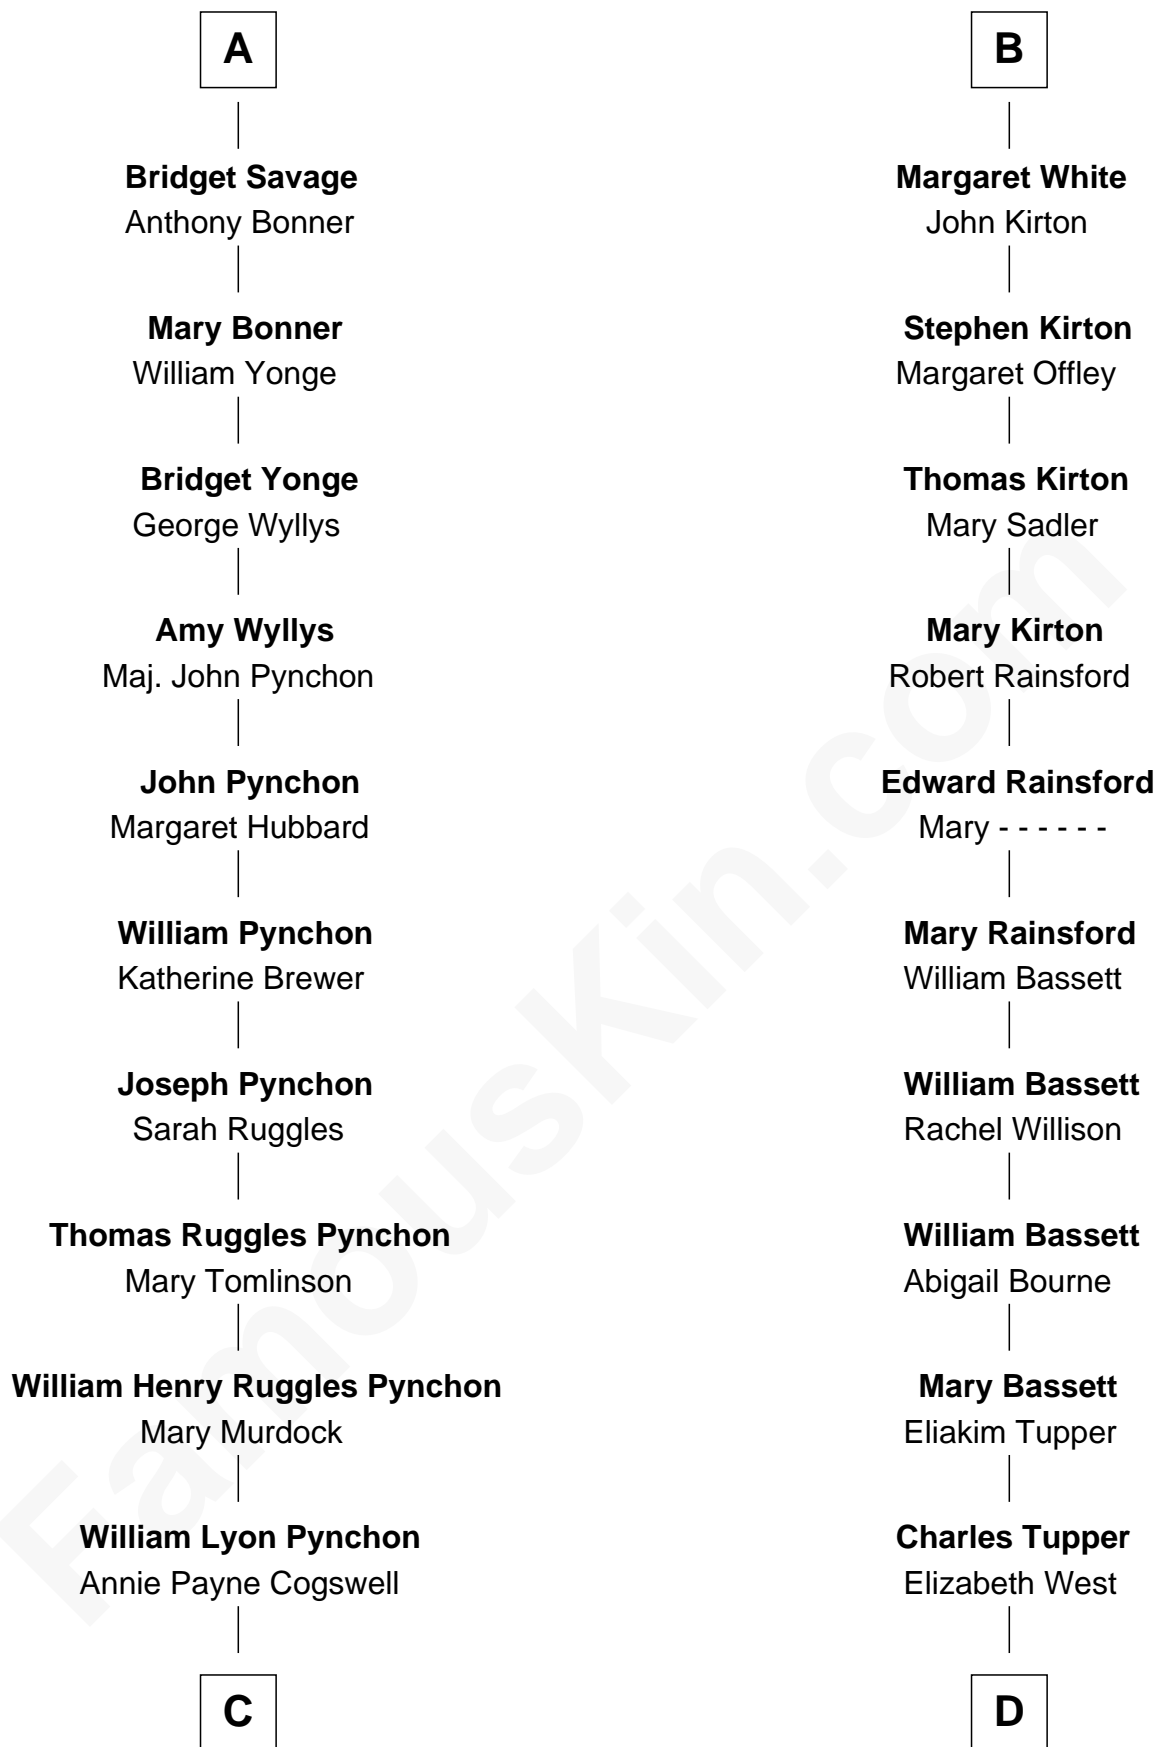 A
Bridget Savage
Anthony Bonner
Mary Bonner
William Yonge
Bridget Yonge
George Wyllys
Amy Wyllys
Maj. John Pynchon
John Pynchon
Margaret Hubbard
William Pynchon
Katherine Brewer
Joseph Pynchon
Sarah Ruggles
Thomas Ruggles Pynchon
Mary Tomlinson
William Henry Ruggles Pynchon
Mary Murdock
William Lyon Pynchon
Annie Payne Cogswell
C
B
Margaret White
John Kirton
Stephen Kirton
Margaret Offley
Thomas Kirton
Mary Sadler
Mary Kirton
Robert Rainsford
Edward Rainsford
Mary - - - - - -
Mary Rainsford
William Bassett
William Bassett
Rachel Willison
William Bassett
Abigail Bourne
Mary Bassett
Eliakim Tupper
Charles Tupper
Elizabeth West
D
FamousKin.com